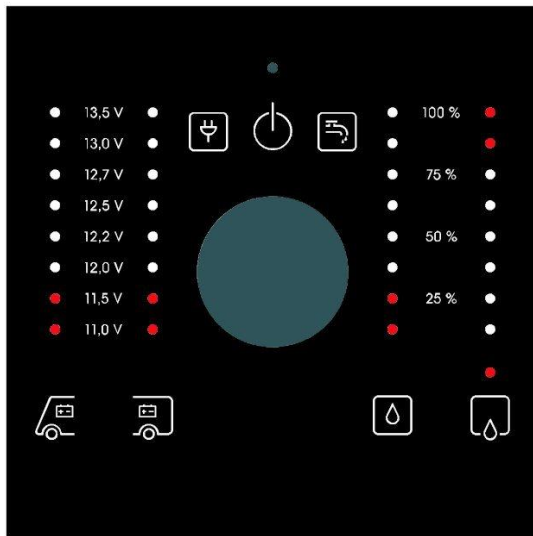 13,5 V
13,0 V
12,7 V
12,5 V
12,2 V
12,0 V
11,5 V
11,0 V
100 %
75 %
50 %
25 %